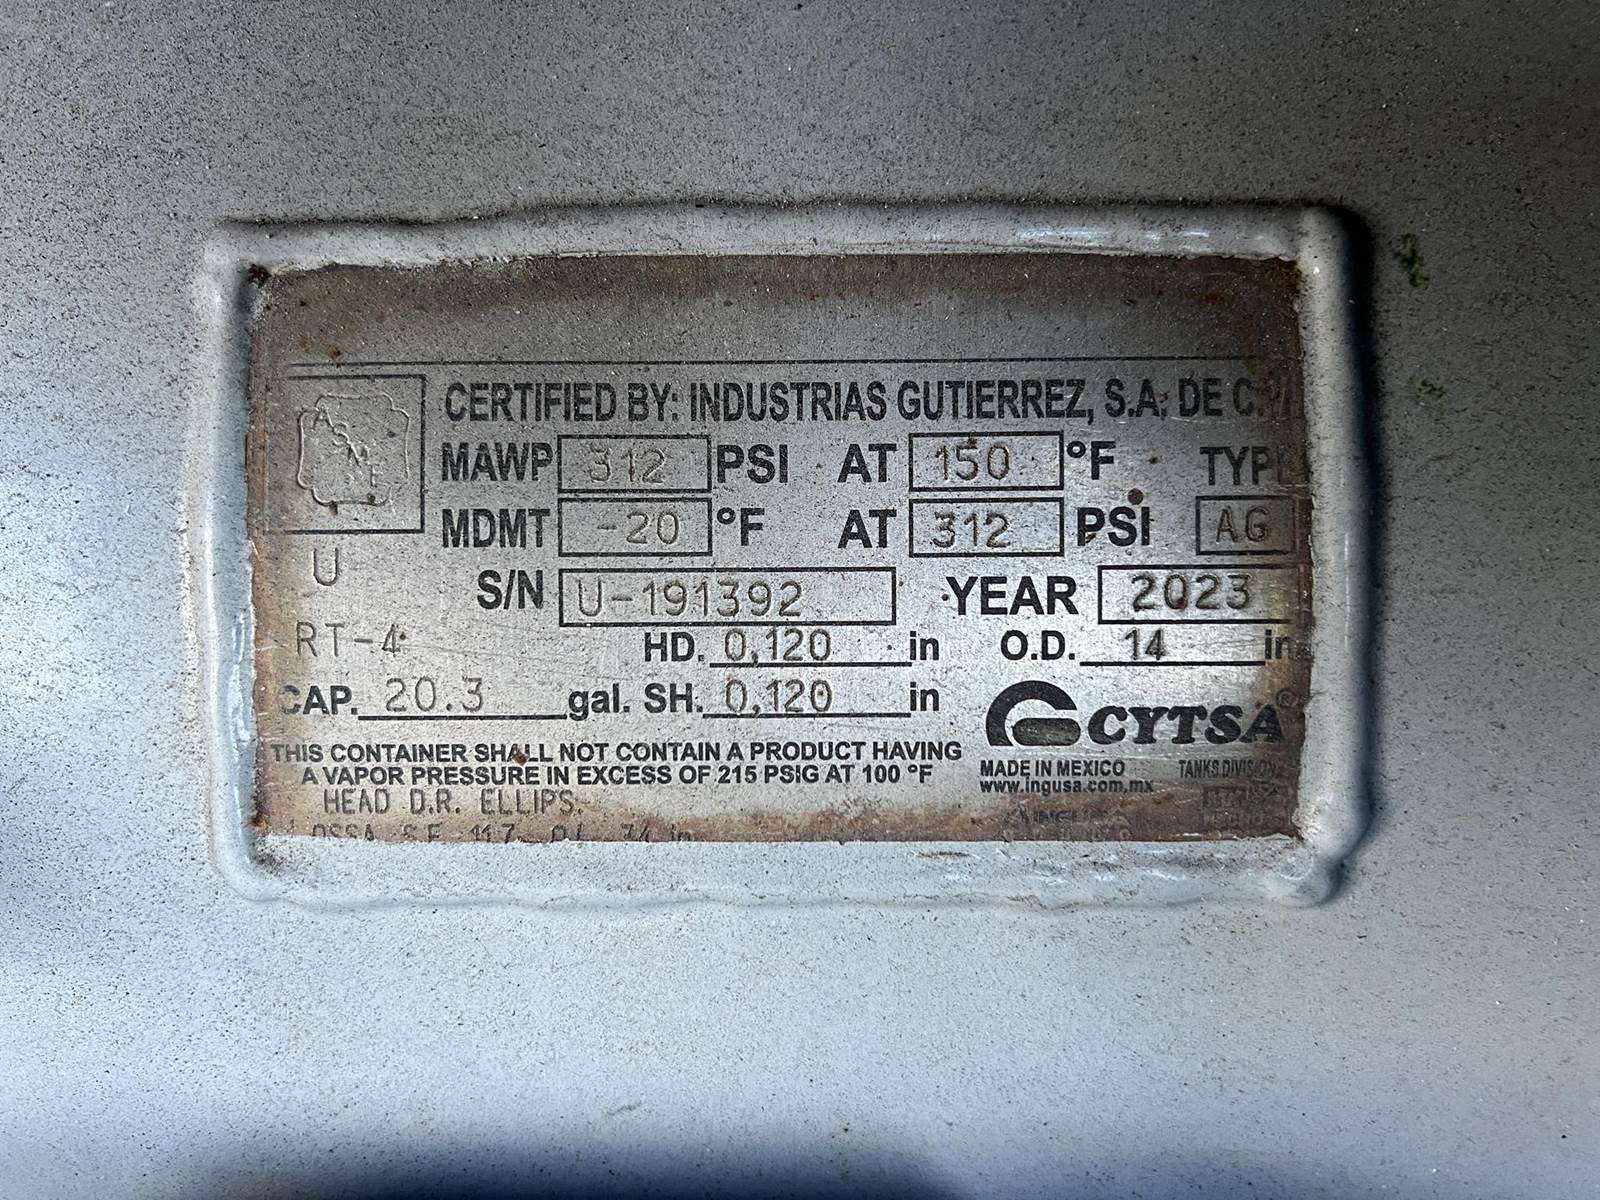 ASME
CERTIFIED BY: INDUSTRIAS GUTIERREZ, S.A. DE C.
MAWP 312 PSI AT 150 °F TYP
MDMT -20 °F AT 312 PSI AG
U
S/N U-191392 YEAR 2023
RT-4 HD. 0,120 in O.D. 14 in
CAP. 20.3 gal. SH. 0,120 in
CYTSA®
THIS CONTAINER SHALL NOT CONTAIN A PRODUCT HAVING
A VAPOR PRESSURE IN EXCESS OF 215 PSIG AT 100 °F
MADE IN MEXICO TANKS DIVISION
www.ingusa.com.mx
HEAD D.R. ELLIPS.